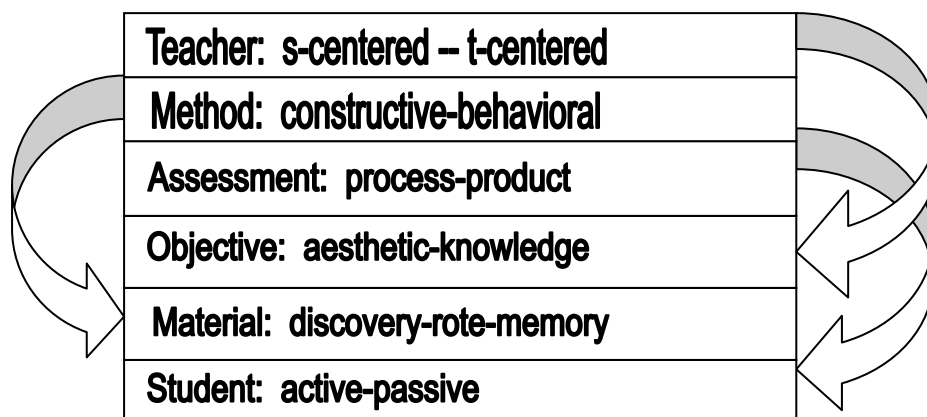 Teacher: s-centered -- t-centered
Method: constructive-behavioral
Assessment: process-product
Objective: aesthetic-knowledge
Material: discovery-rote-memory
Student: active-passive